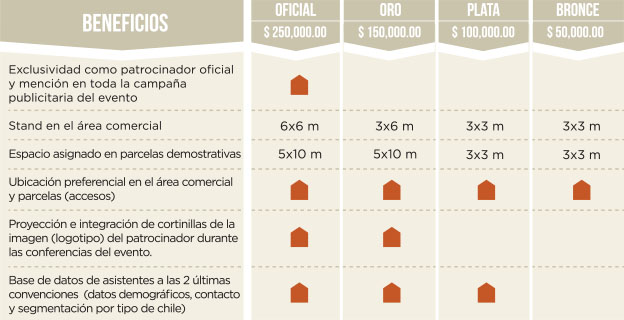 BENEFICIOS
OFICIAL
ORO
PLATA
BRONCE
$ 250,000.00
$ 150,000.00
$ 100,000.00
$ 50,000.00
Exclusividad como patrocinador oficial
y mención en toda la campaña
publicitaria del evento
Stand en el área comercial
6x6 m
3x6 m
3x3 m
3x3 m
Espacio asignado en parcelas demostrativas
5x10 m
5x10 m
3x3 m
3x3 m
Ubicación preferencial en el área comercial
y parcelas (accesos)
Proyección e integración de cortinillas de la
imagen (logotipo) del patrocinador durante
las conferencias del evento.
Base de datos de asistentes a las 2 últimas
convenciones (datos demográficos, contacto
y segmentación por tipo de chile)